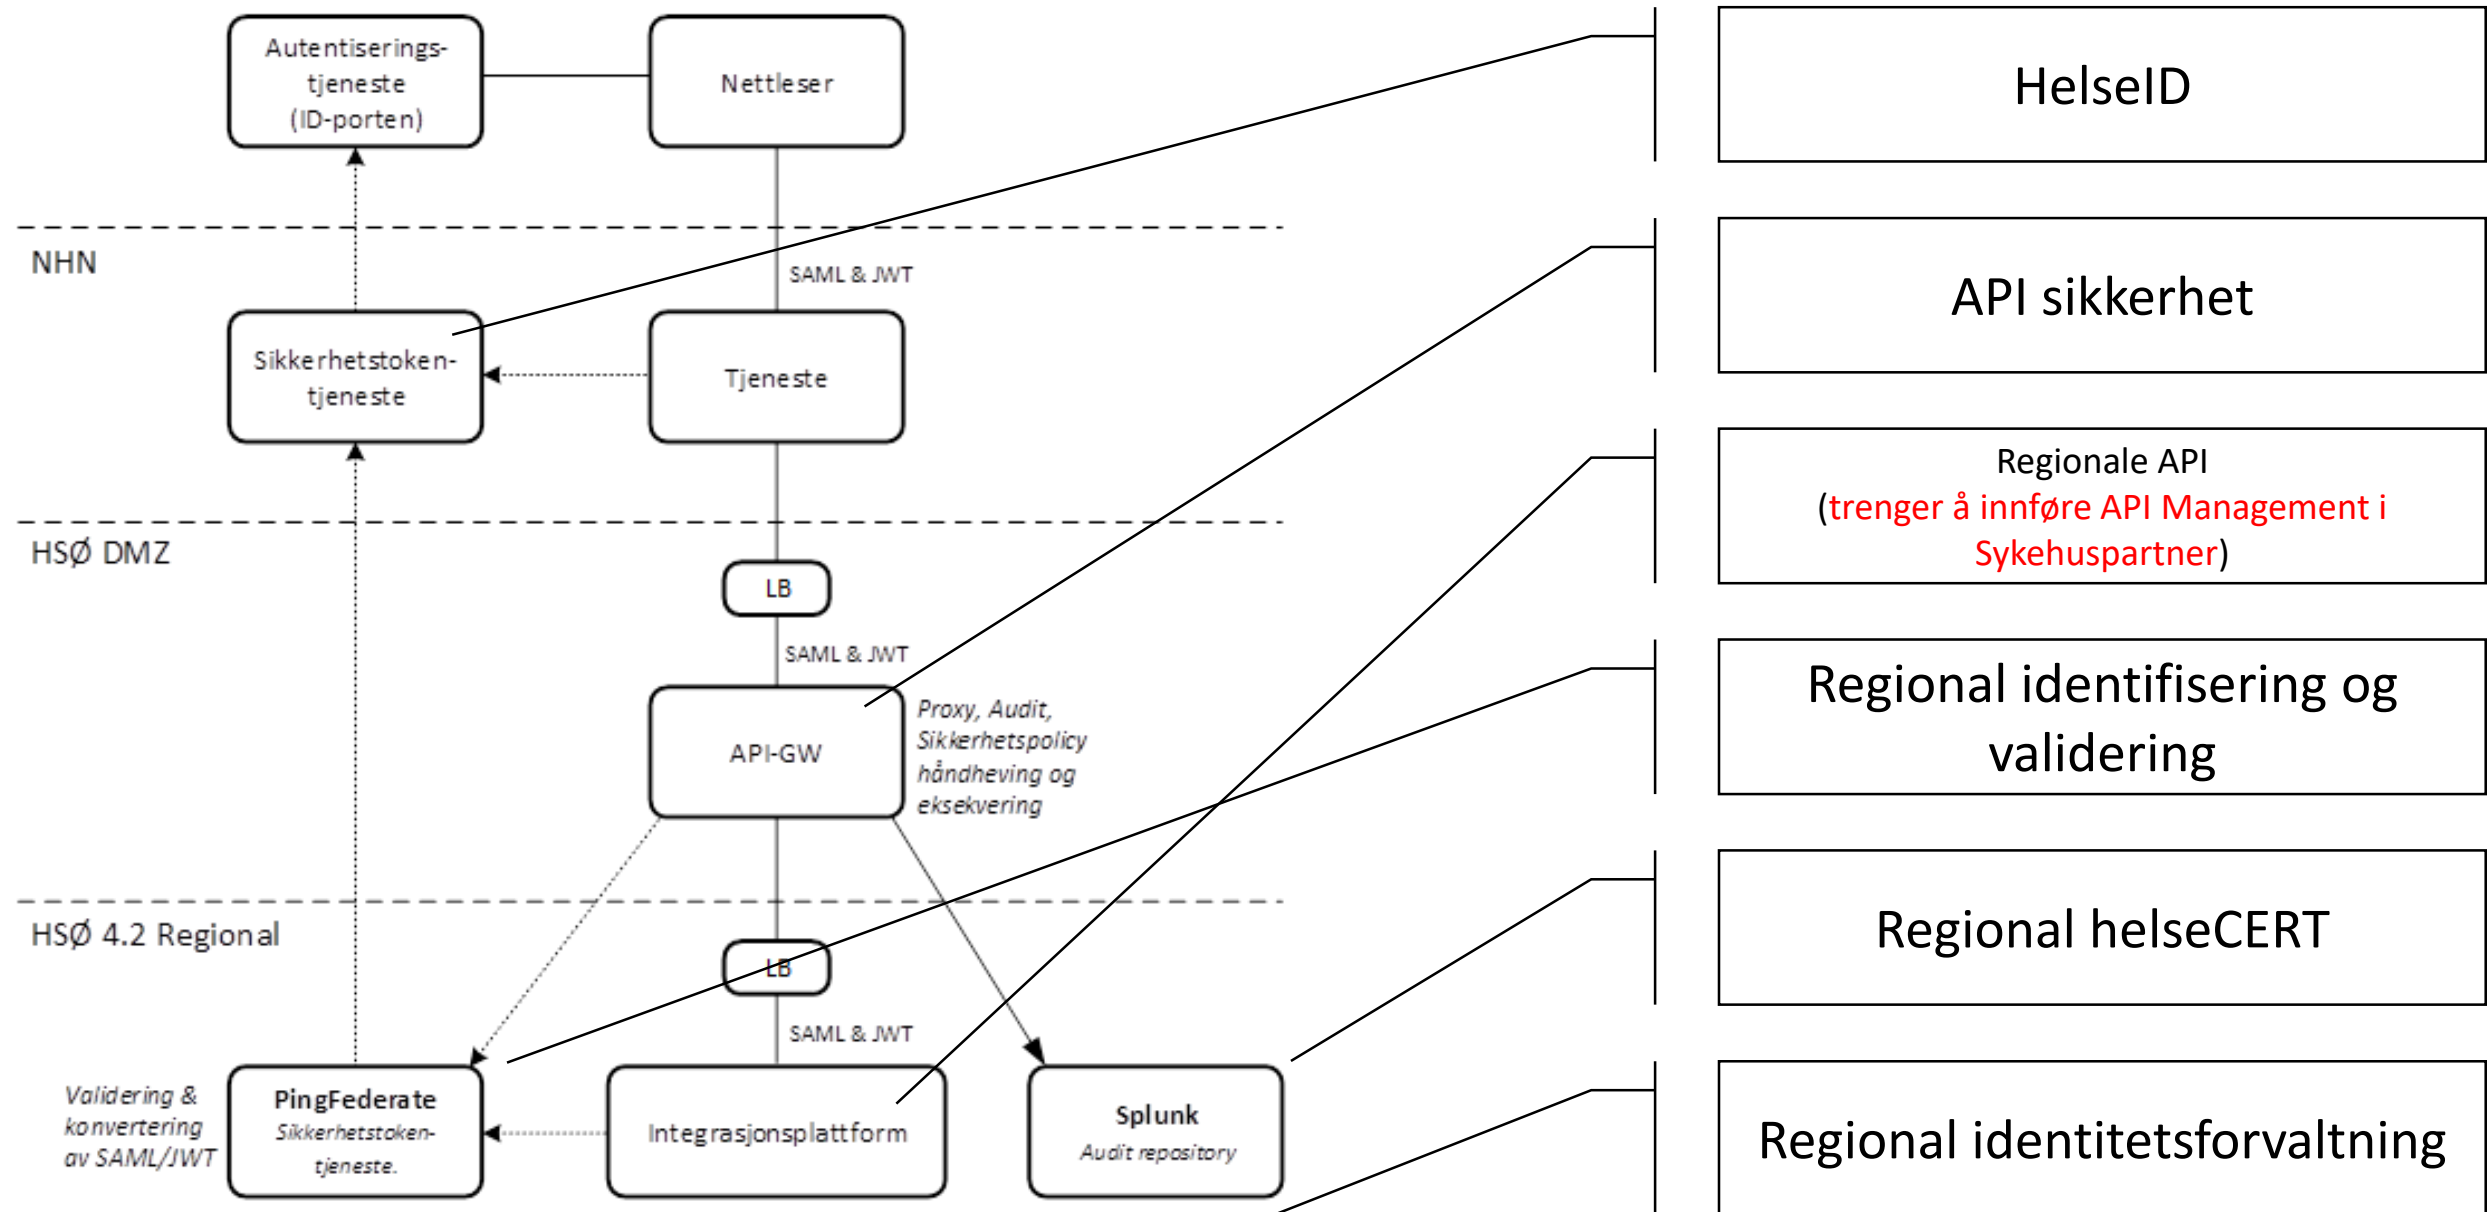 Autentiserings-
tjeneste
(ID-porten)
Nettleser
HelseID
NHN
SAML & JWT
Sikkerhetstoken-
tjeneste
Tjeneste
API sikkerhet
Regionale API
(trenger å innføre API Management i
Sykehuspartner)
HSØ DMZ
LB
SAML & JWT
API-GW
Proxy, Audit,
Sikkerhetspolicy
håndheving og
eksekvering
Regional identifisering og
validering
HSØ 4.2 Regional
LB
SAML & JWT
Regional helseCERT
Validering &
konvertering
av SAML/JWT
PingFederate
Sikkerhetstoken-
tjeneste.
Integrasjonsplattform
Splunk
Audit repository
Regional identitetsforvaltning